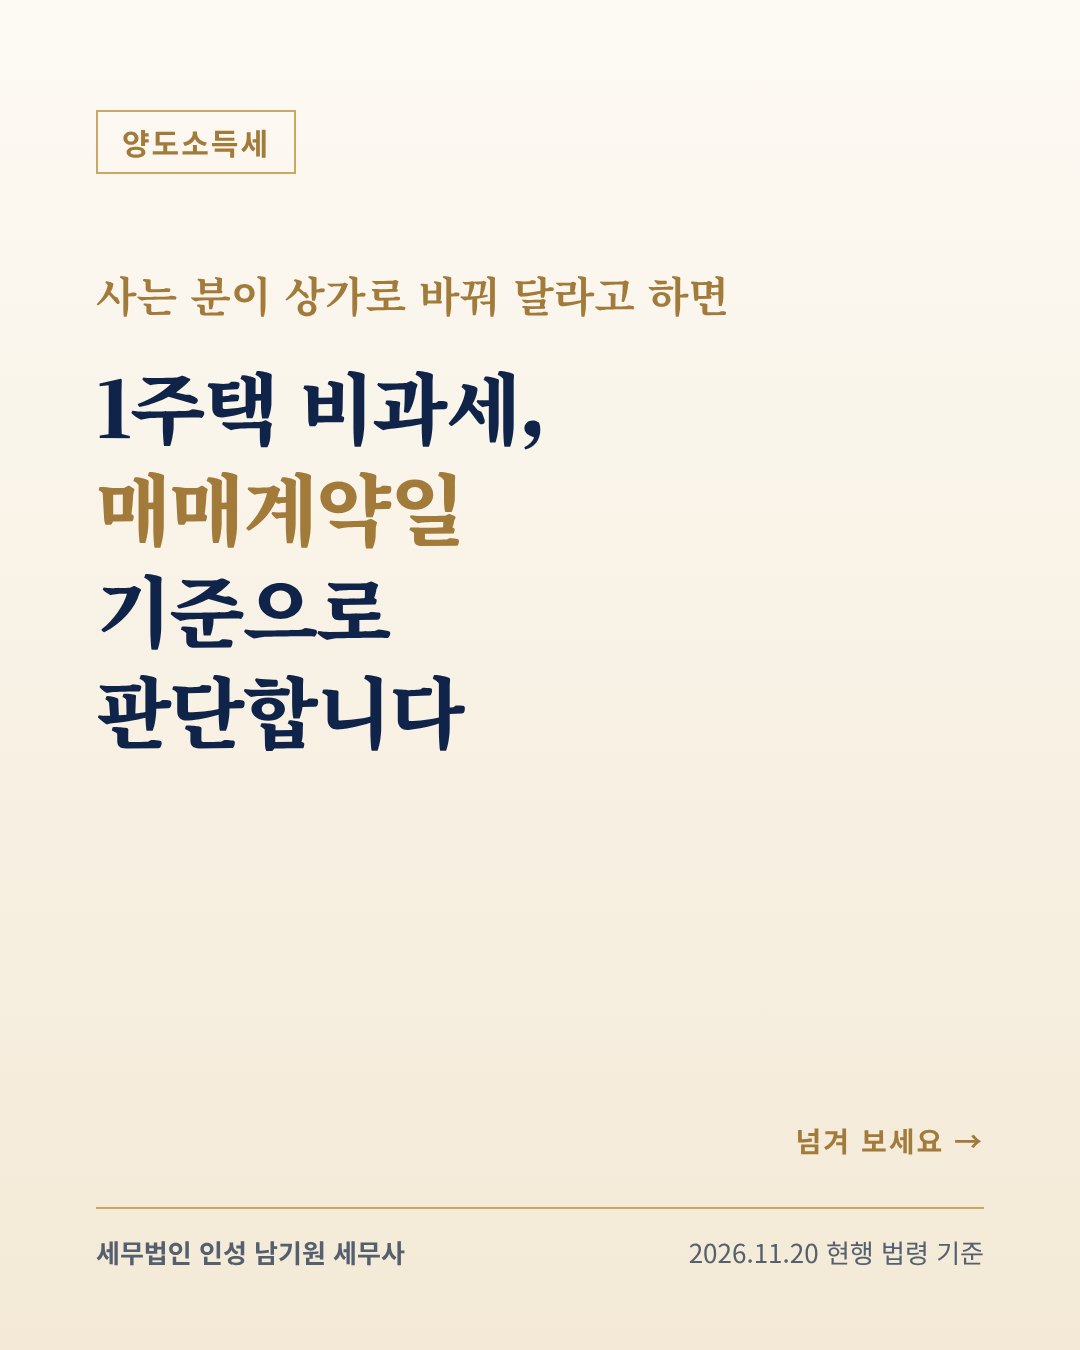 양도소득세
사는 분이 상가로 바꿔 달라고 하면
1주택 비과세,
매매계약일
기준으로
판단합니다
넘겨 보세요 →
세무법인 인성 남기원 세무사
2026.11.20 현행 법령 기준